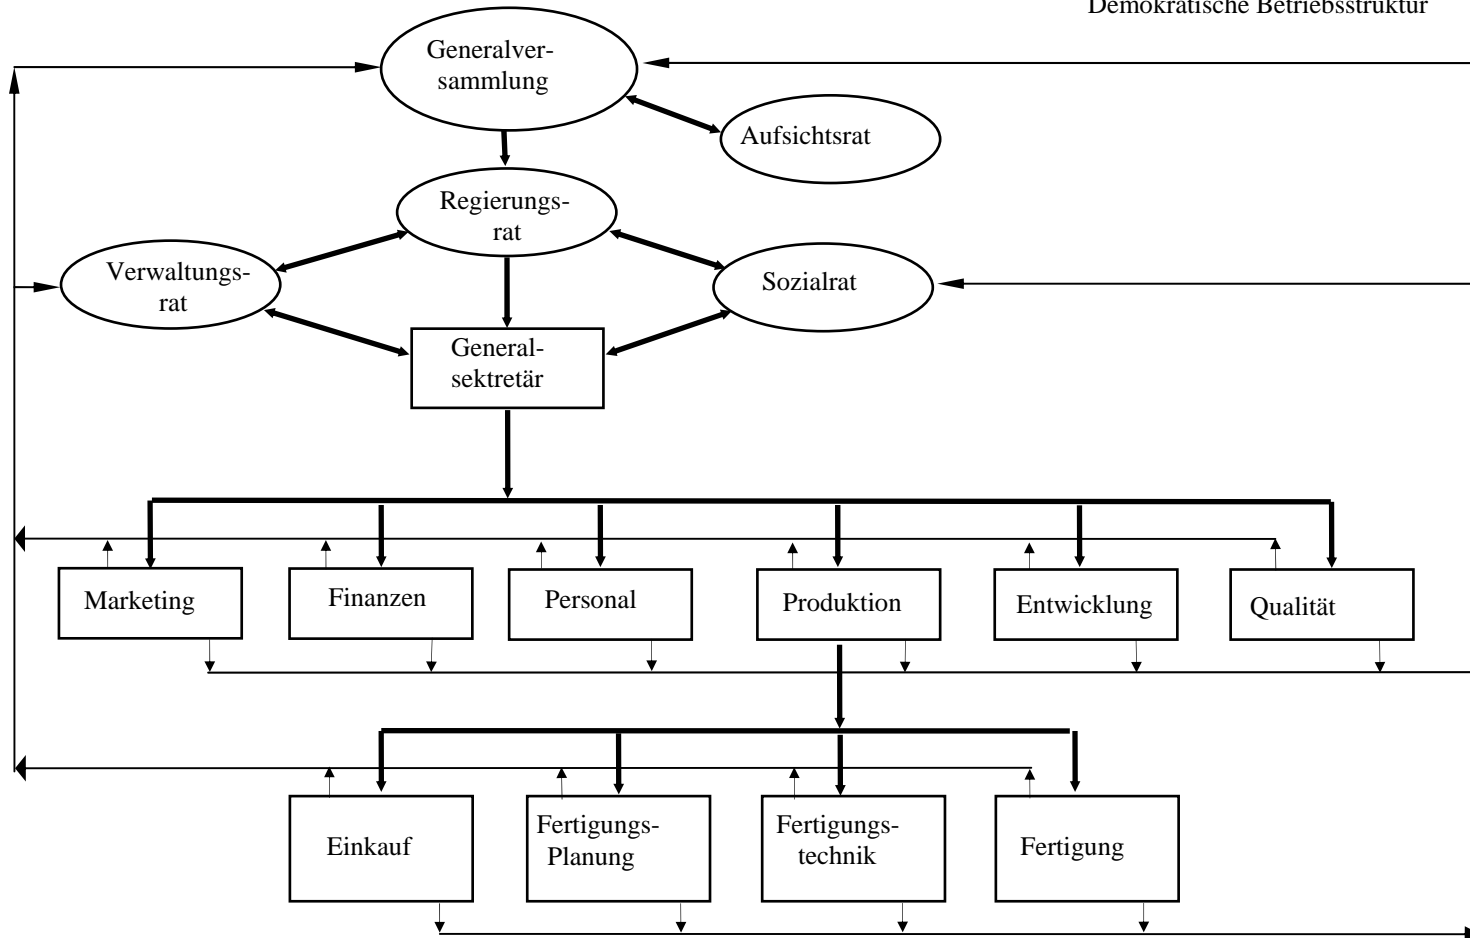 Demokratische Betriebsstruktur
Generalver-
sammlung
Aufsichtsrat
Regierungs-
rat
Verwaltungs-
rat
Sozialrat
General-
sektretär
Marketing
Finanzen
Personal
Produktion
Entwicklung
Qualität
Einkauf
Fertigungs-
Planung
Fertigungs-
technik
Fertigung